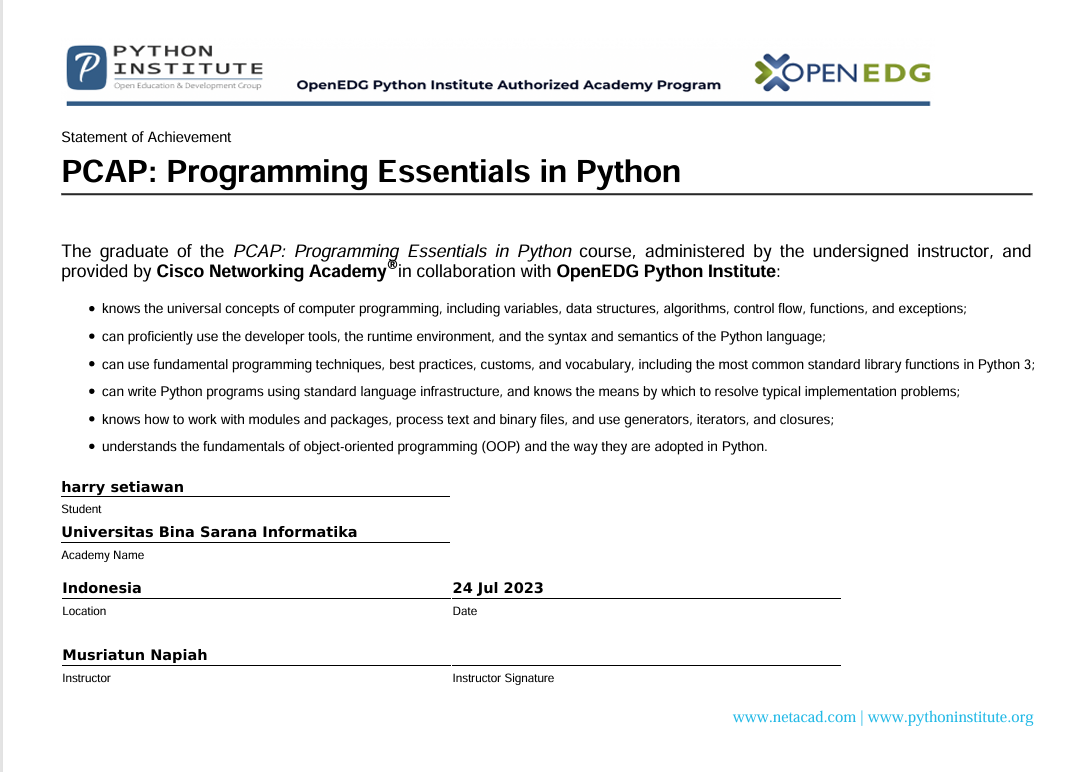 PYTHON
INSTITUTE
Open Education & Development Group
OpenEDG Python Institute Authorized Academy Program
OPENEDG
Statement of Achievement
PCAP: Programming Essentials in Python
The graduate of the PCAP: Programming Essentials in Python course, administered by the undersigned instructor, and
provided by Cisco Networking Academy® in collaboration with OpenEDG Python Institute:
• knows the universal concepts of computer programming, including variables, data structures, algorithms, control flow, functions, and exceptions;
• can proficiently use the developer tools, the runtime environment, and the syntax and semantics of the Python language;
• can use fundamental programming techniques, best practices, customs, and vocabulary, including the most common standard library functions in Python 3;
• can write Python programs using standard language infrastructure, and knows the means by which to resolve typical implementation problems;
• knows how to work with modules and packages, process text and binary files, and use generators, iterators, and closures;
• understands the fundamentals of object-oriented programming (OOP) and the way they are adopted in Python.
harry setiawan
Student
Universitas Bina Sarana Informatika
Academy Name
Indonesia 24 Jul 2023
Location Date
Musriatun Napiah
Instructor Instructor Signature
www.netacad.com | www.pythoninstitute.org